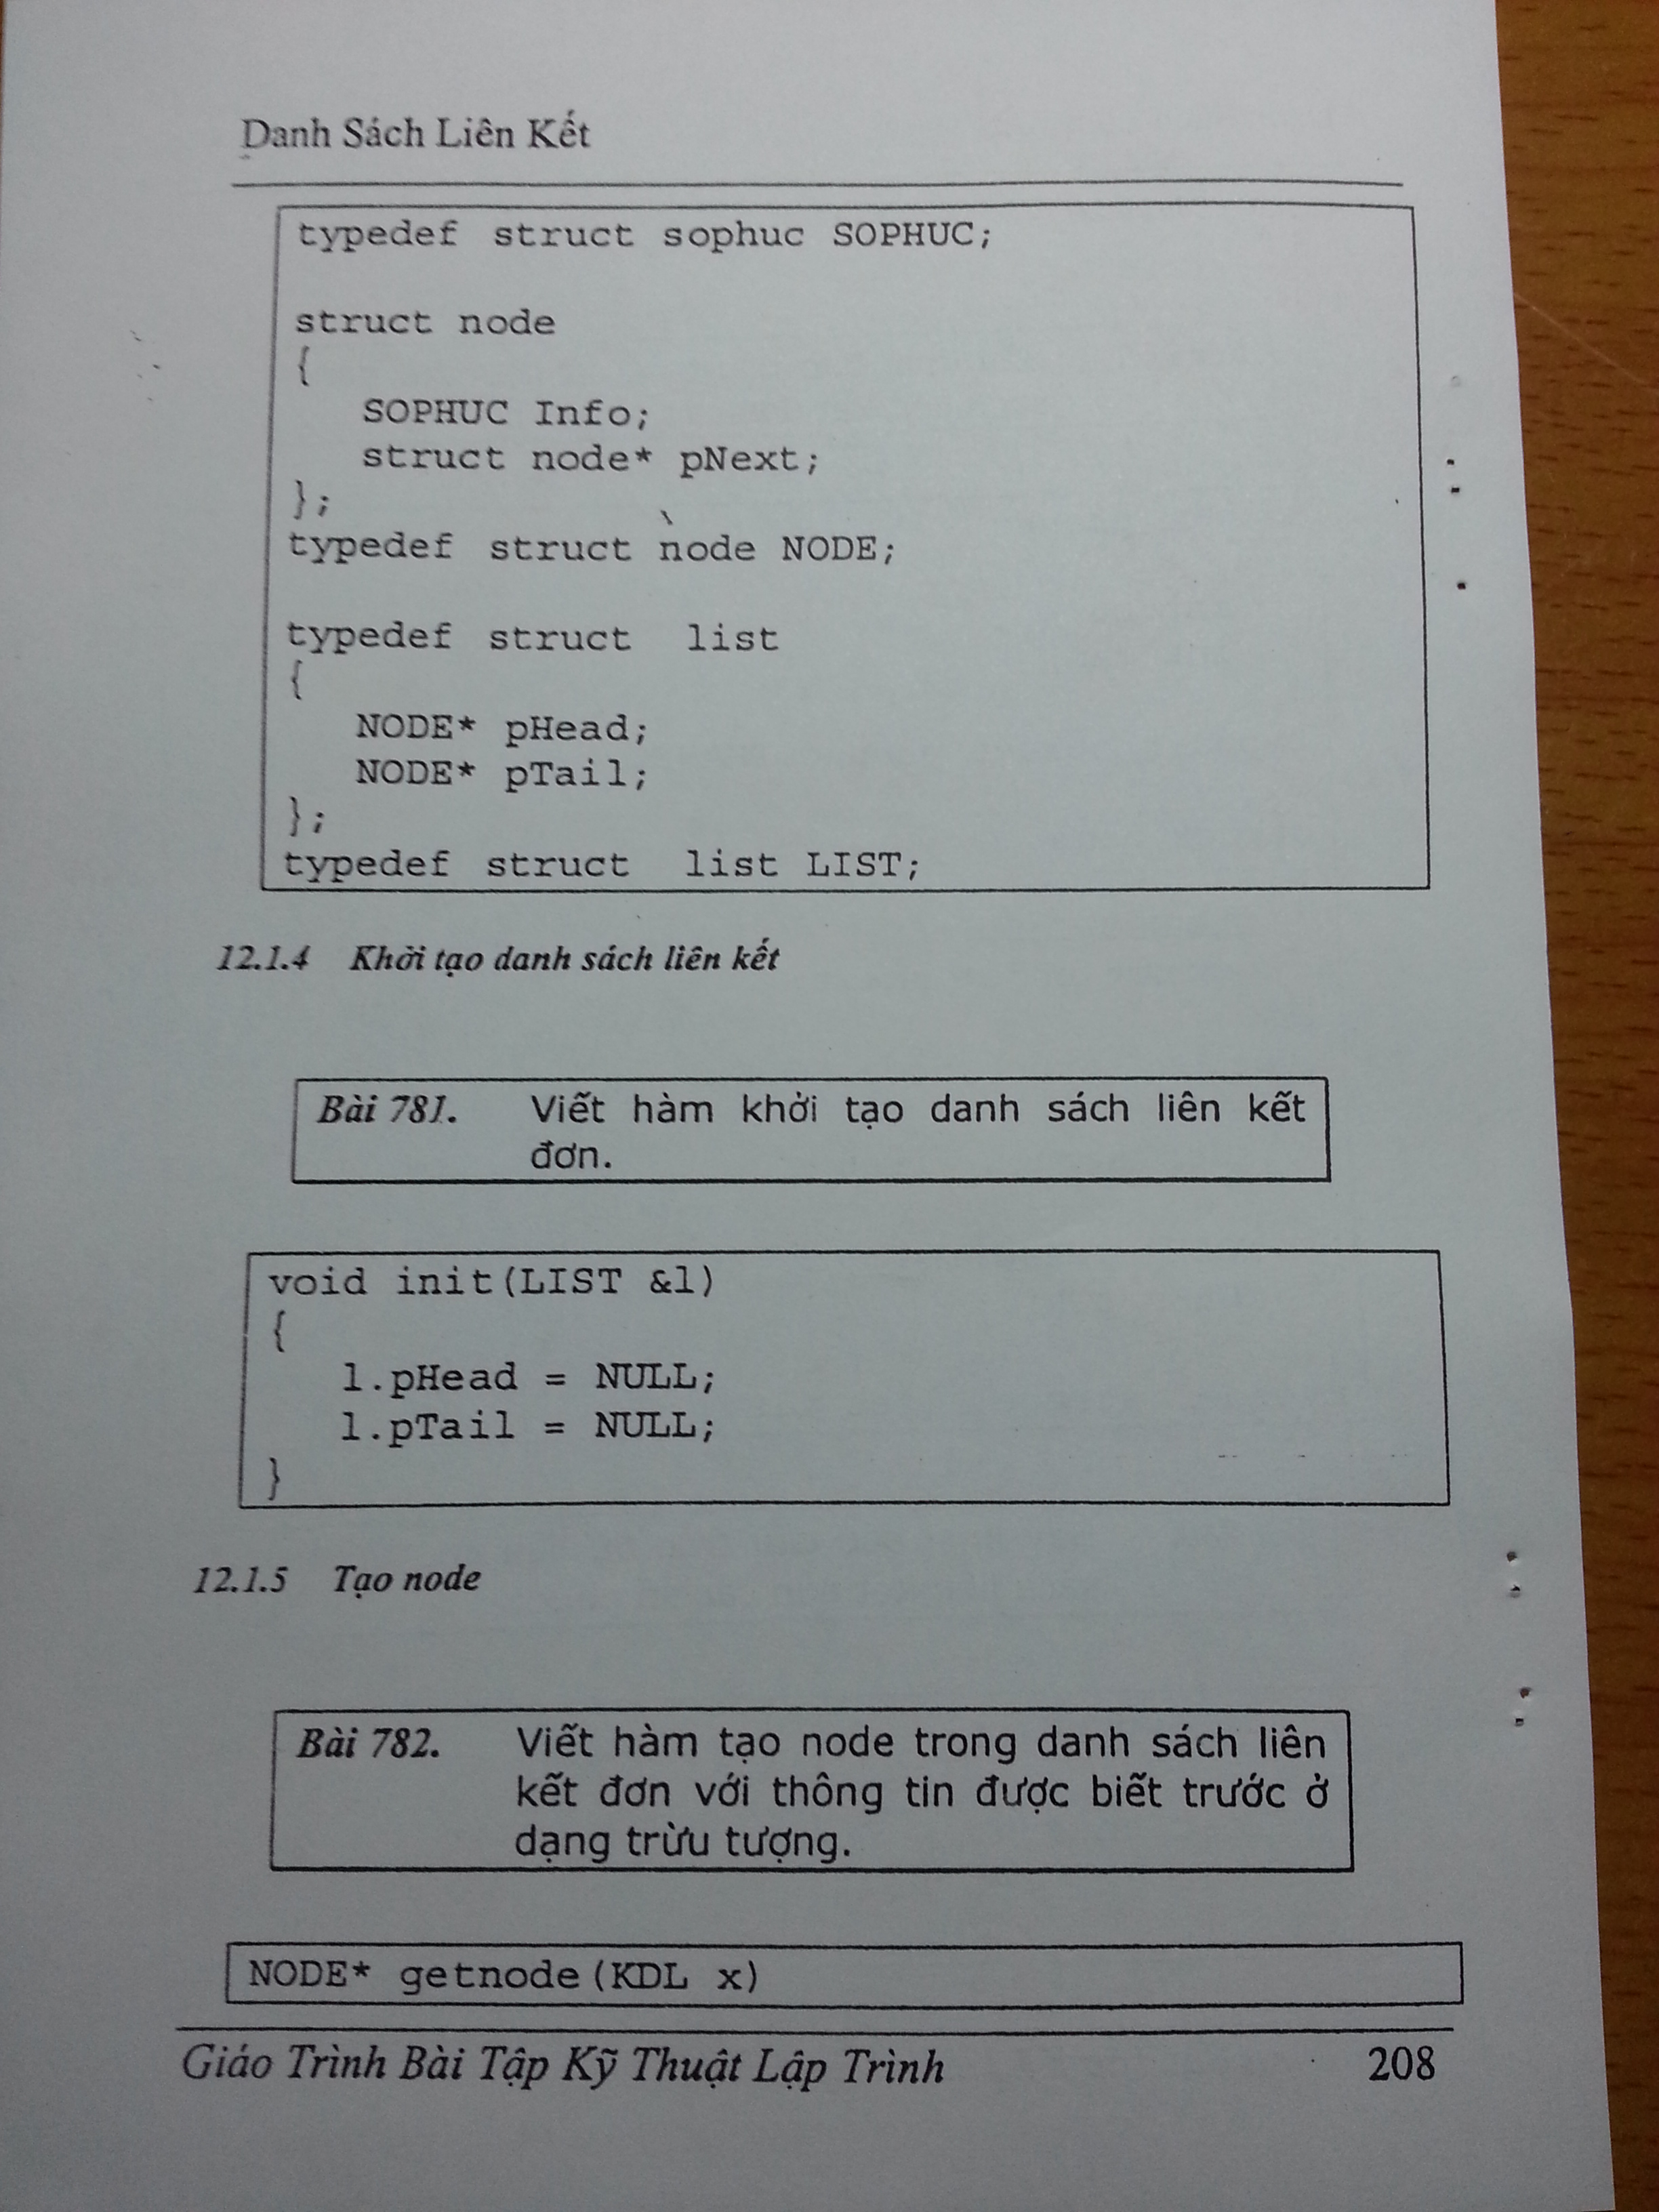 Danh Sách Liên Kết
typedef struct sophuc SOPHUC;
struct node
{
SOPHUC Info;
struct node* pNext;
};
typedef struct node NODE;
typedef struct list
{
NODE* pHead;
NODE* pTail;
};
typedef struct list LIST;
12.1.4 Khởi tạo danh sách liên kết
Bài 781. Viết hàm khởi tạo danh sách liên kết
đơn.
void init(LIST &l)
{
l.pHead = NULL;
l.pTail = NULL;
}
12.1.5 Tạo node
Bài 782. Viết hàm tạo node trong danh sách liên
kết đơn với thông tin được biết trước ở
dạng trừu tượng.
NODE* getnode(KDL x)
Giáo Trình Bài Tập Kỹ Thuật Lập Trình 208